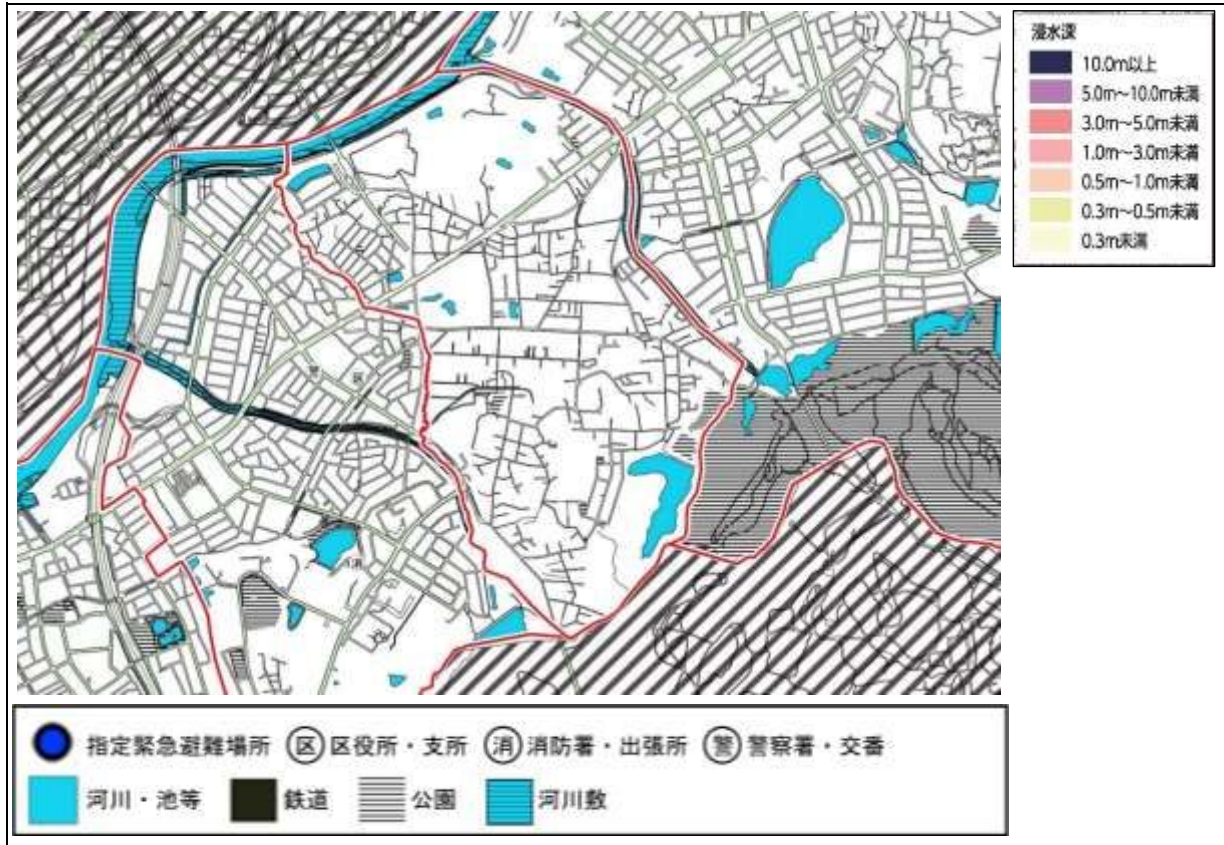 浸水深
10.0m以上
5.0m～10.0m未満
3.0m～5.0m未満
1.0m～3.0m未満
0.5m～1.0m未満
0.3m～0.5m未満
0.3m未満
警 区
消
指定緊急避難場所 区 区役所・支所 消 消防署・出張所 警 警察署・交番
河川・池等 鉄道 公園 河川敷